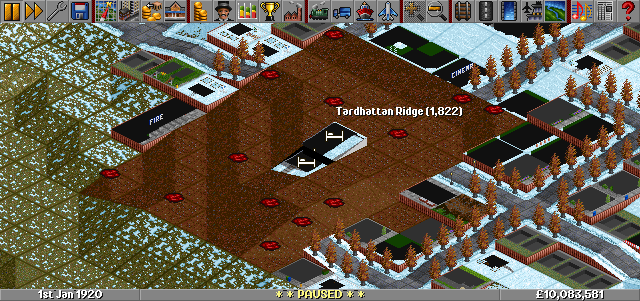 CINEMA
Tardhattan Ridge (1,822)
FIRE
1st Jan 1920
* * PAUSED * *
£10,083,581